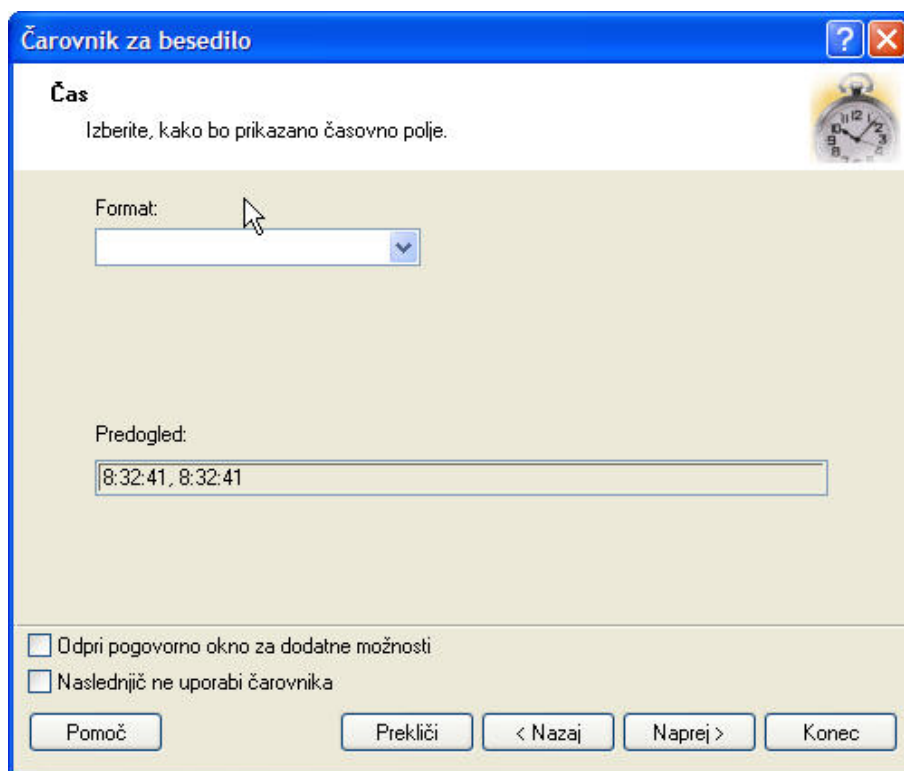 Čarovnik za besedilo
Čas
Izberite, kako bo prikazano časovno polje.
Format:
Predogled:
8:32:41, 8:32:41
Odpri pogovorno okno za dodatne možnosti
Naslednjič ne uporabi čarovnika
Pomoč
Prekliči
< Nazaj
Naprej >
Konec